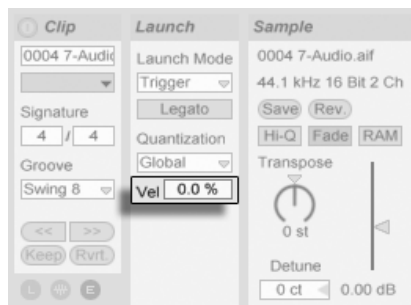 Clip
0004 7-Audio
Signature
4 / 4
Groove
Swing 8
<< >>
Keep Rvrt.
L E
Launch
Launch Mode
Trigger
Legato
Quantization
Global
Vel 0.0 %
Sample
0004 7-Audio.aif
44.1 kHz 16 Bit 2 Ch
Save Rev.
Hi-Q Fade RAM
Transpose
0 st
Detune
0 ct 0.00 dB